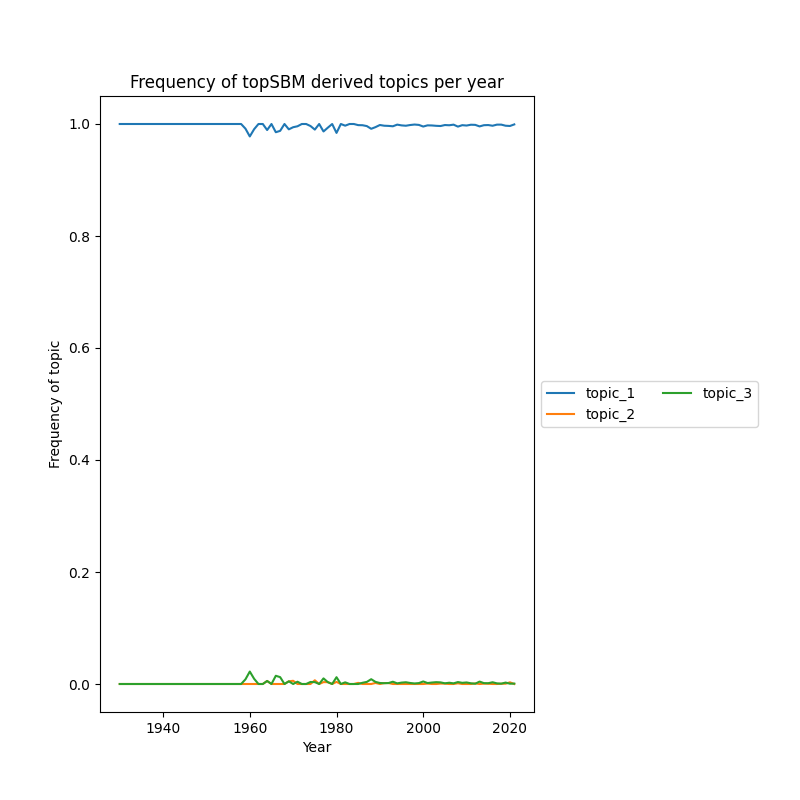 Frequency of topSBM derived topics per year
1.0
0.8
0.6
0.4
0.2
0.0
Frequency of topic
1940 1960 1980 2000 2020
Year
topic_1 topic_3
topic_2